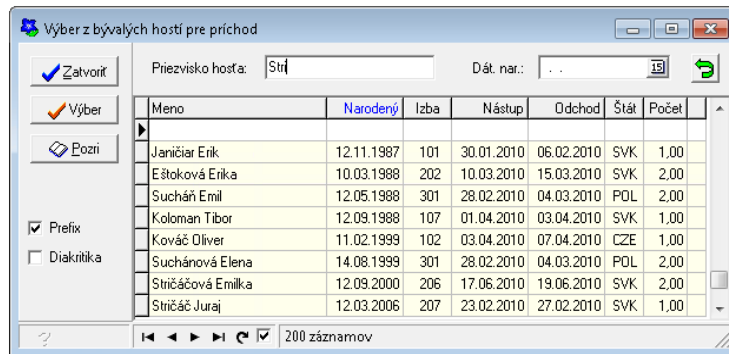 Výber z bývalých hostí pre príchod
Zatvoriť
Priezvisko hosťa: Stri
Dát. nar.: . . 15
Výber
Pozri
Prefix
Diakritika
Meno Narodený Izba Nástup Odchod Štát Počet
Janičiar Erik 12.11.1987 101 30.01.2010 06.02.2010 SVK 1,00
Eštoková Erika 10.03.1988 202 10.03.2010 15.03.2010 SVK 2,00
Sucháň Emil 12.05.1988 301 28.02.2010 04.03.2010 POL 2,00
Koloman Tibor 12.09.1988 107 01.04.2010 03.04.2010 SVK 1,00
Kováč Oliver 11.02.1999 102 03.04.2010 07.04.2010 CZE 1,00
Suchánová Elena 14.08.1999 301 28.02.2010 04.03.2010 POL 2,00
Stričáčová Emilka 12.09.2000 206 17.06.2010 19.06.2010 SVK 2,00
Stričáč Juraj 12.03.2006 207 23.02.2010 27.02.2010 SVK 1,00
? 200 záznamov